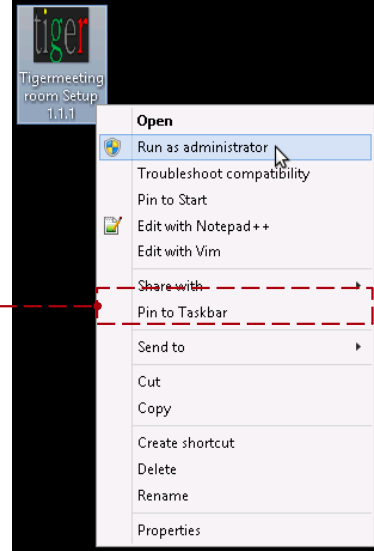 tiger
Tigermeeting
room Setup
1.1.1
Open
Run as administrator
Troubleshoot compatibility
Pin to Start
Edit with Notepad++
Edit with Vim
Share with
Pin to Taskbar
Send to
Cut
Copy
Create shortcut
Delete
Rename
Properties